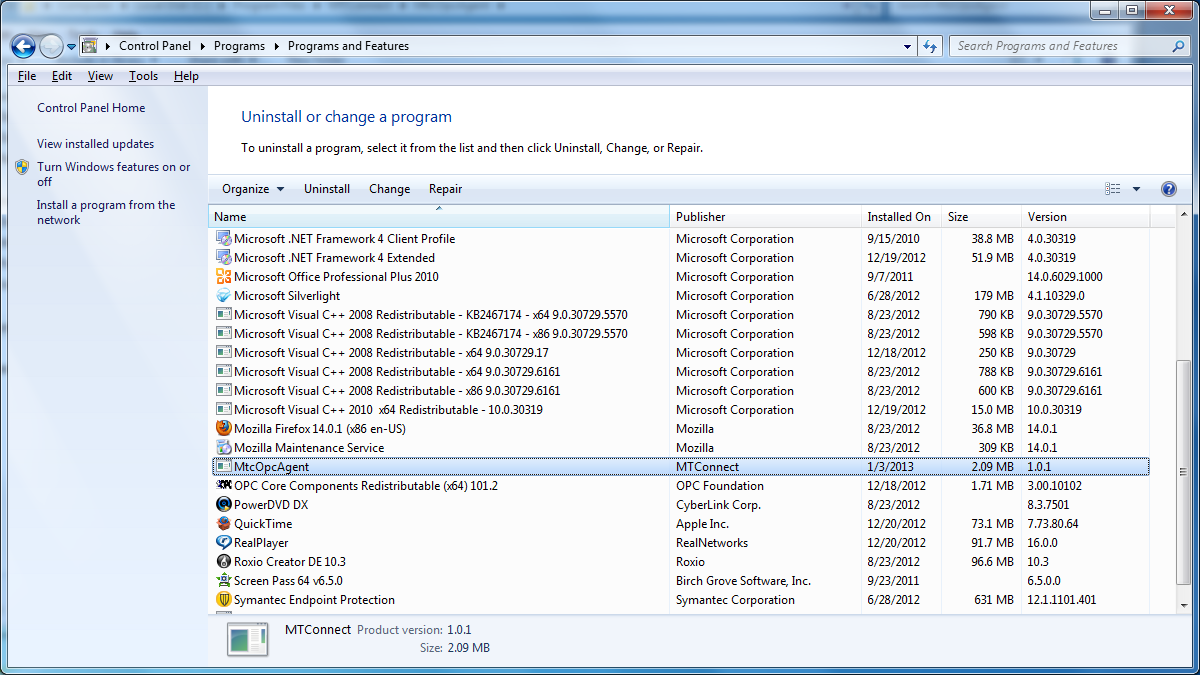 Control Panel Programs Programs and Features Search Programs and Features
File Edit View Tools Help
Control Panel Home
View installed updates
Turn Windows features on or
off
Install a program from the
network
Uninstall or change a program
To uninstall a program, select it from the list and then click Uninstall, Change, or Repair.
Organize Uninstall Change Repair
Name Publisher Installed On Size Version
Microsoft .NET Framework 4 Client Profile Microsoft Corporation 9/15/2010 38.8 MB 4.0.30319
Microsoft .NET Framework 4 Extended Microsoft Corporation 12/19/2012 51.9 MB 4.0.30319
Microsoft Office Professional Plus 2010 Microsoft Corporation 9/7/2011 14.0.6029.1000
Microsoft Silverlight Microsoft Corporation 6/28/2012 179 MB 4.1.10329.0
Microsoft Visual C++ 2008 Redistributable - KB2467174 - x64 9.0.30729.5570 Microsoft Corporation 8/23/2012 790 KB 9.0.30729.5570
Microsoft Visual C++ 2008 Redistributable - KB2467174 - x86 9.0.30729.5570 Microsoft Corporation 8/23/2012 598 KB 9.0.30729.5570
Microsoft Visual C++ 2008 Redistributable - x64 9.0.30729.17 Microsoft Corporation 12/18/2012 250 KB 9.0.30729
Microsoft Visual C++ 2008 Redistributable - x64 9.0.30729.6161 Microsoft Corporation 8/23/2012 788 KB 9.0.30729.6161
Microsoft Visual C++ 2008 Redistributable - x86 9.0.30729.6161 Microsoft Corporation 8/23/2012 600 KB 9.0.30729.6161
Microsoft Visual C++ 2010 x64 Redistributable - 10.0.30319 Microsoft Corporation 12/19/2012 15.0 MB 10.0.30319
Mozilla Firefox 14.0.1 (x86 en-US) Mozilla 8/23/2012 36.8 MB 14.0.1
Mozilla Maintenance Service Mozilla 8/23/2012 309 KB 14.0.1
MtcOpcAgent MTConnect 1/3/2013 2.09 MB 1.0.1
OPC Core Components Redistributable (x64) 101.2 OPC Foundation 12/18/2012 1.71 MB 3.00.10102
PowerDVD DX CyberLink Corp. 8/23/2012 8.3.7501
QuickTime Apple Inc. 12/20/2012 73.1 MB 7.73.80.64
RealPlayer RealNetworks 12/20/2012 91.7 MB 16.0.0
Roxio Creator DE 10.3 Roxio 8/23/2012 96.6 MB 10.3
Screen Pass 64 v6.5.0 Birch Grove Software, Inc. 9/23/2011 6.5.0.0
Symantec Endpoint Protection Symantec Corporation 6/28/2012 631 MB 12.1.1101.401
MTConnect Product version: 1.0.1
Size: 2.09 MB